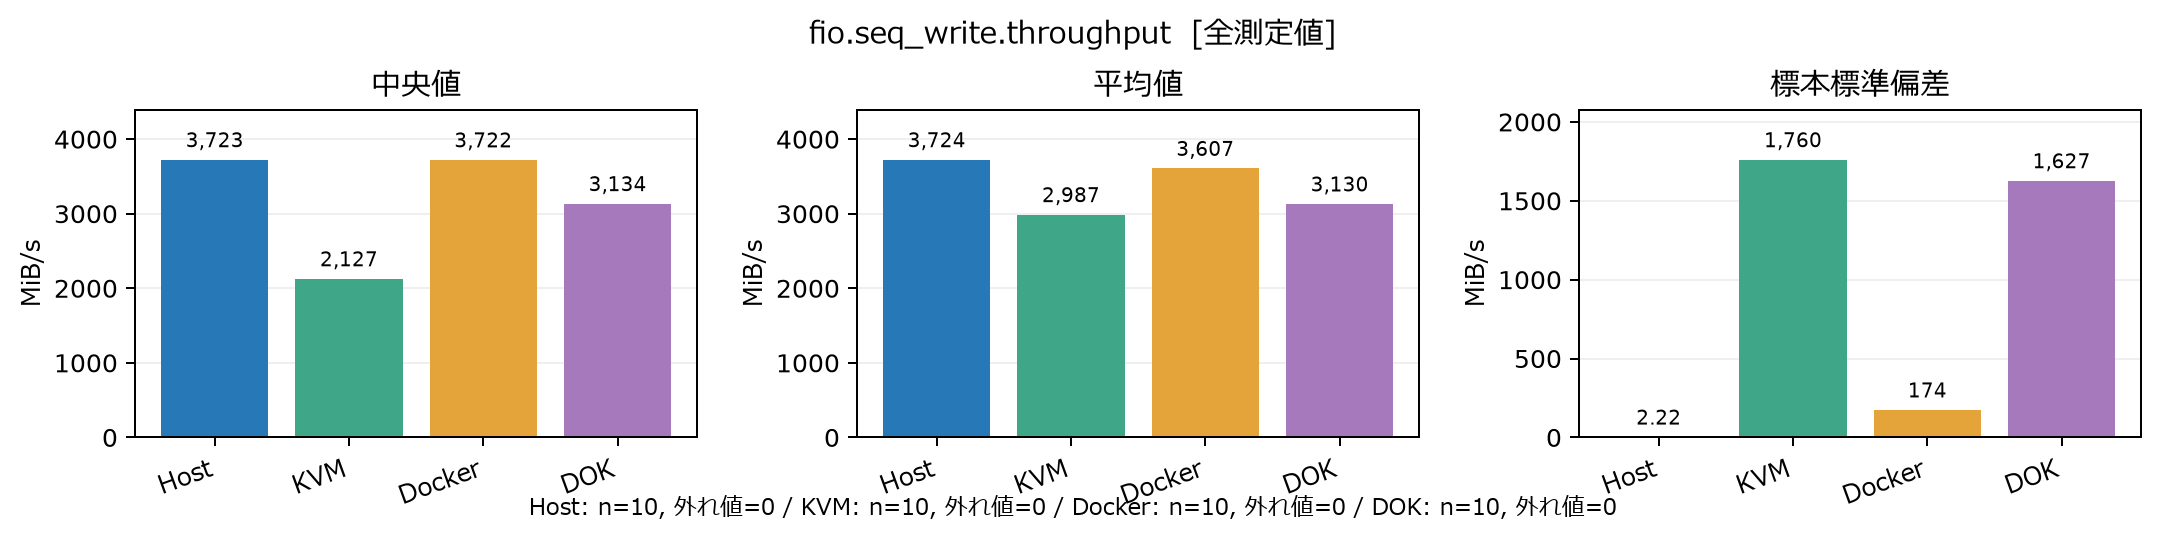 fio.seq_write.throughput [全測定値]
中央値
MiB/s
4000
3000
2000
1000
0
3,723
2,127
3,722
3,134
Host
KVM
Docker
DOK
平均値
MiB/s
4000
3000
2000
1000
0
3,724
2,987
3,607
3,130
Host
KVM
Docker
DOK
標本標準偏差
MiB/s
2000
1500
1000
500
0
2.22
1,760
174
1,627
Host
KVM
Docker
DOK
Host: n=10, 外れ値=0 / KVM: n=10, 外れ値=0 / Docker: n=10, 外れ値=0 / DOK: n=10, 外れ値=0